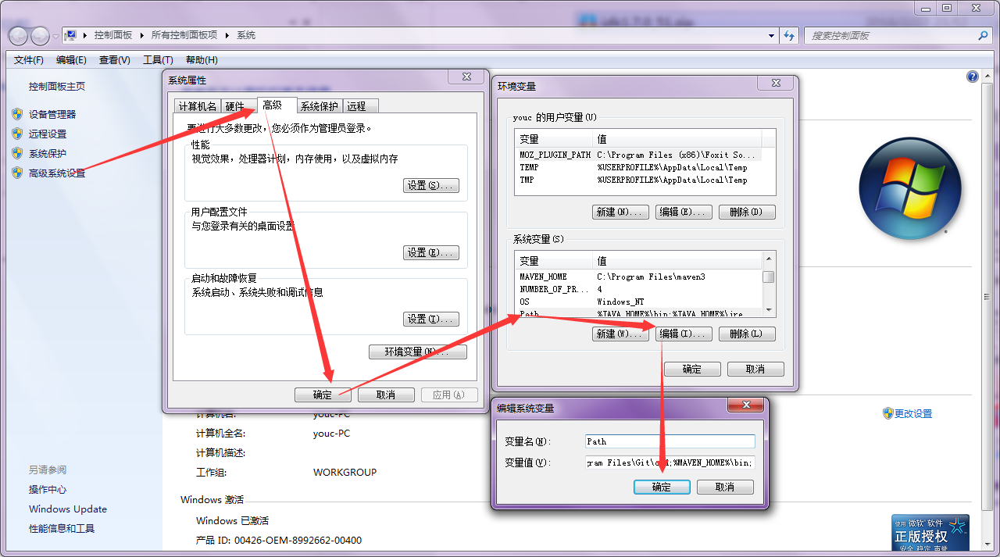 控制面板 ▸ 所有控制面板项 ▸ 系统
搜索控制面板
文件(F) 编辑(E) 查看(V) 工具(T) 帮助(H)
控制面板主页
设备管理器
远程设置
系统保护
高级系统设置
另请参阅
操作中心
Windows Update
性能信息和工具
系统属性
计算机名 硬件 高级 系统保护 远程
要进行大多数更改，您必须作为管理员登录。
性能
视觉效果，处理器计划，内存使用，以及虚拟内存
设置(S)...
用户配置文件
与您登录有关的桌面设置
设置(E)...
启动和故障恢复
系统启动、系统失败和调试信息
设置(T)...
环境变量(N)...
确定 取消 应用(A)
环境变量
youc 的用户变量(U)
变量 值
MOZ_PLUGIN_PATH C:\Program Files (x86)\Foxit So...
TEMP %USERPROFILE%\AppData\Local\Temp
TMP %USERPROFILE%\AppData\Local\Temp
新建(N)... 编辑(E)... 删除(D)
系统变量(S)
变量 值
MAVEN_HOME C:\Program Files\maven3
NUMBER_OF_PR... 4
OS Windows_NT
Path %JAVA_HOME%\bin;%JAVA_HOME%\jre
新建(W)... 编辑(I)... 删除(L)
确定 取消
编辑系统变量
变量名(N): Path
变量值(V): ram Files\Git\cmd;%MAVEN_HOME%\bin;
确定 取消
计算机名: youc-PC
计算机全名: youc-PC
计算机描述:
工作组: WORKGROUP
更改设置
Windows 激活
Windows 已激活
产品 ID: 00426-OEM-8992662-00400
使用 微软 软件
正版授权
安全 稳定 声誉